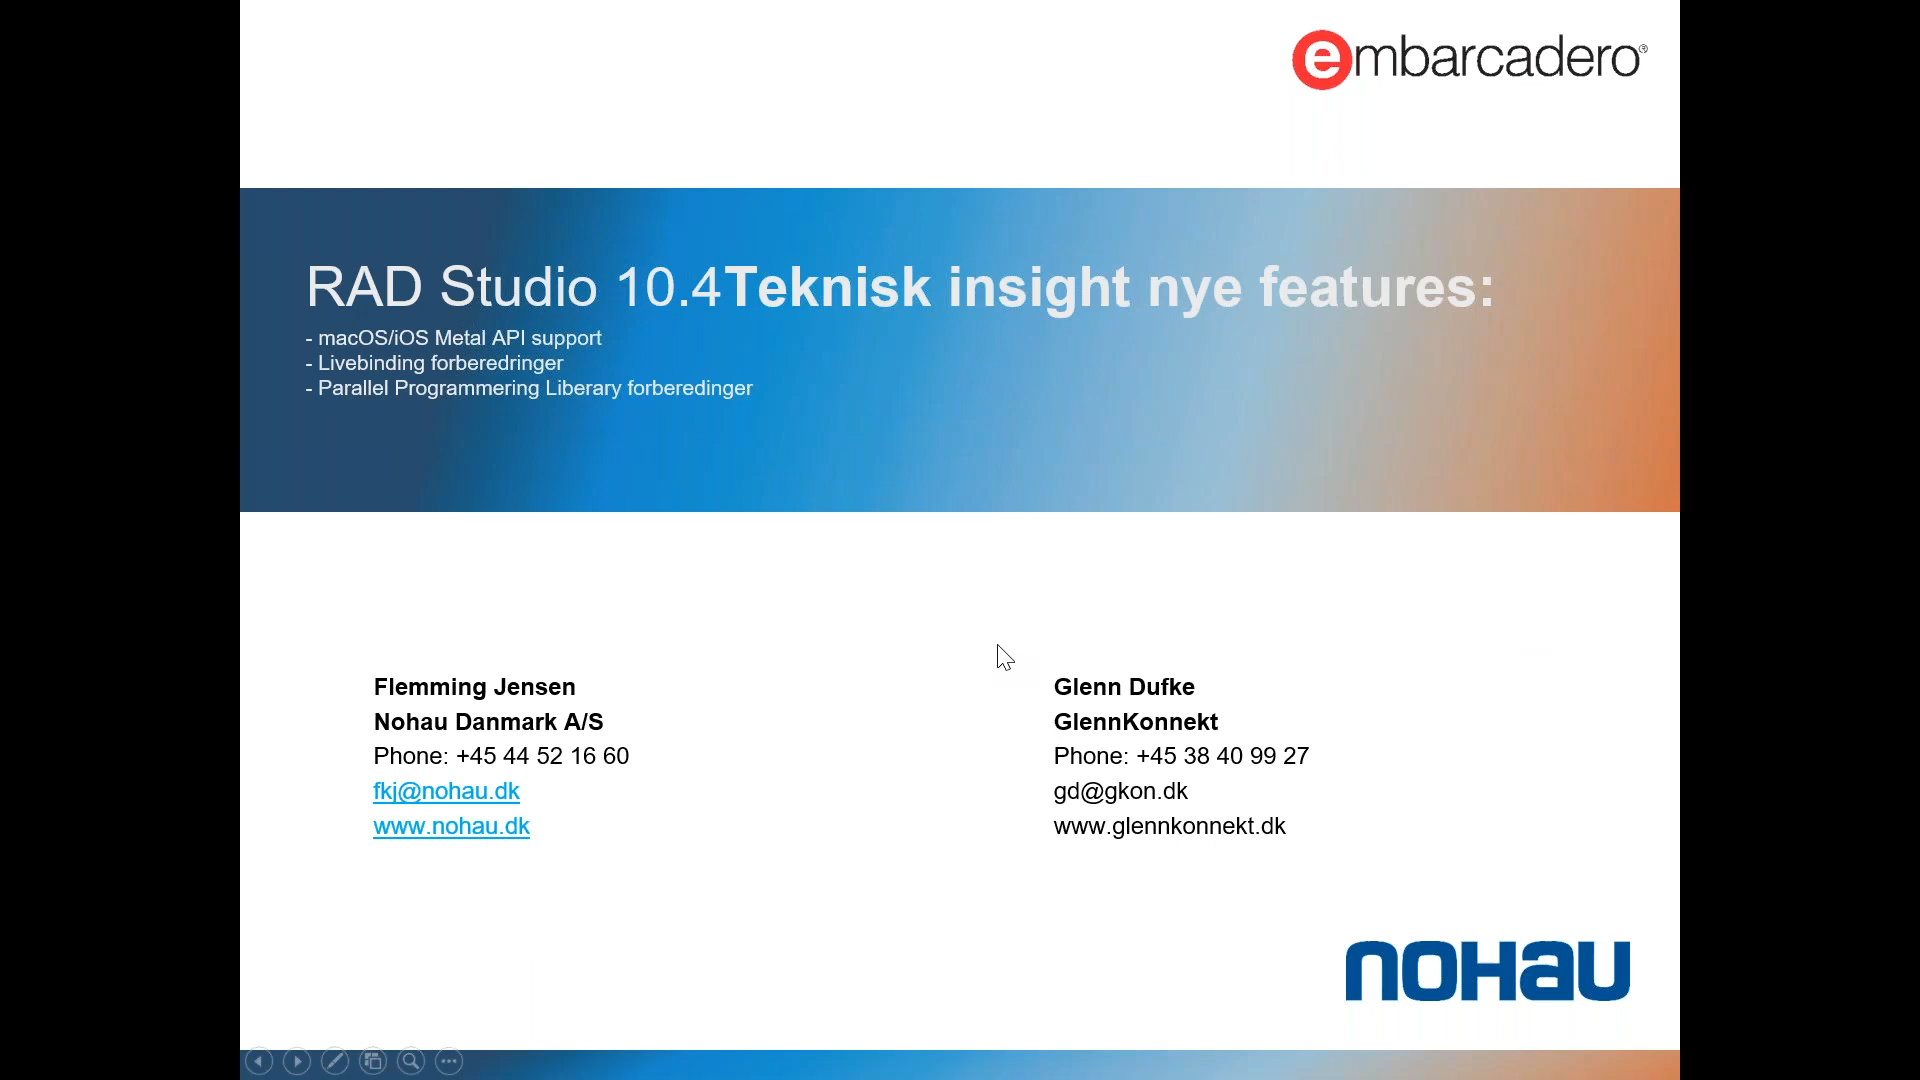 embarcadero®
RAD Studio 10.4Teknisk insight nye features:
- macOS/iOS Metal API support
- Livebinding forberedringer
- Parallel Programmering Liberary forberedinger
Flemming Jensen
Nohau Danmark A/S
Phone: +45 44 52 16 60
fkj@nohau.dk
www.nohau.dk
Glenn Dufke
GlennKonnekt
Phone: +45 38 40 99 27
gd@gkon.dk
www.glennkonnekt.dk
nohau